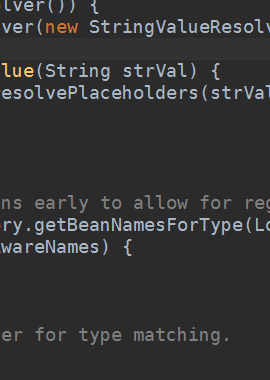 lver()) {
ver(new StringValueResolv
lue(String strVal) {
esolvePlaceholders(strVal
ns early to allow for reg
ry.getBeanNamesForType(Lo
wareNames) {
er for type matching.